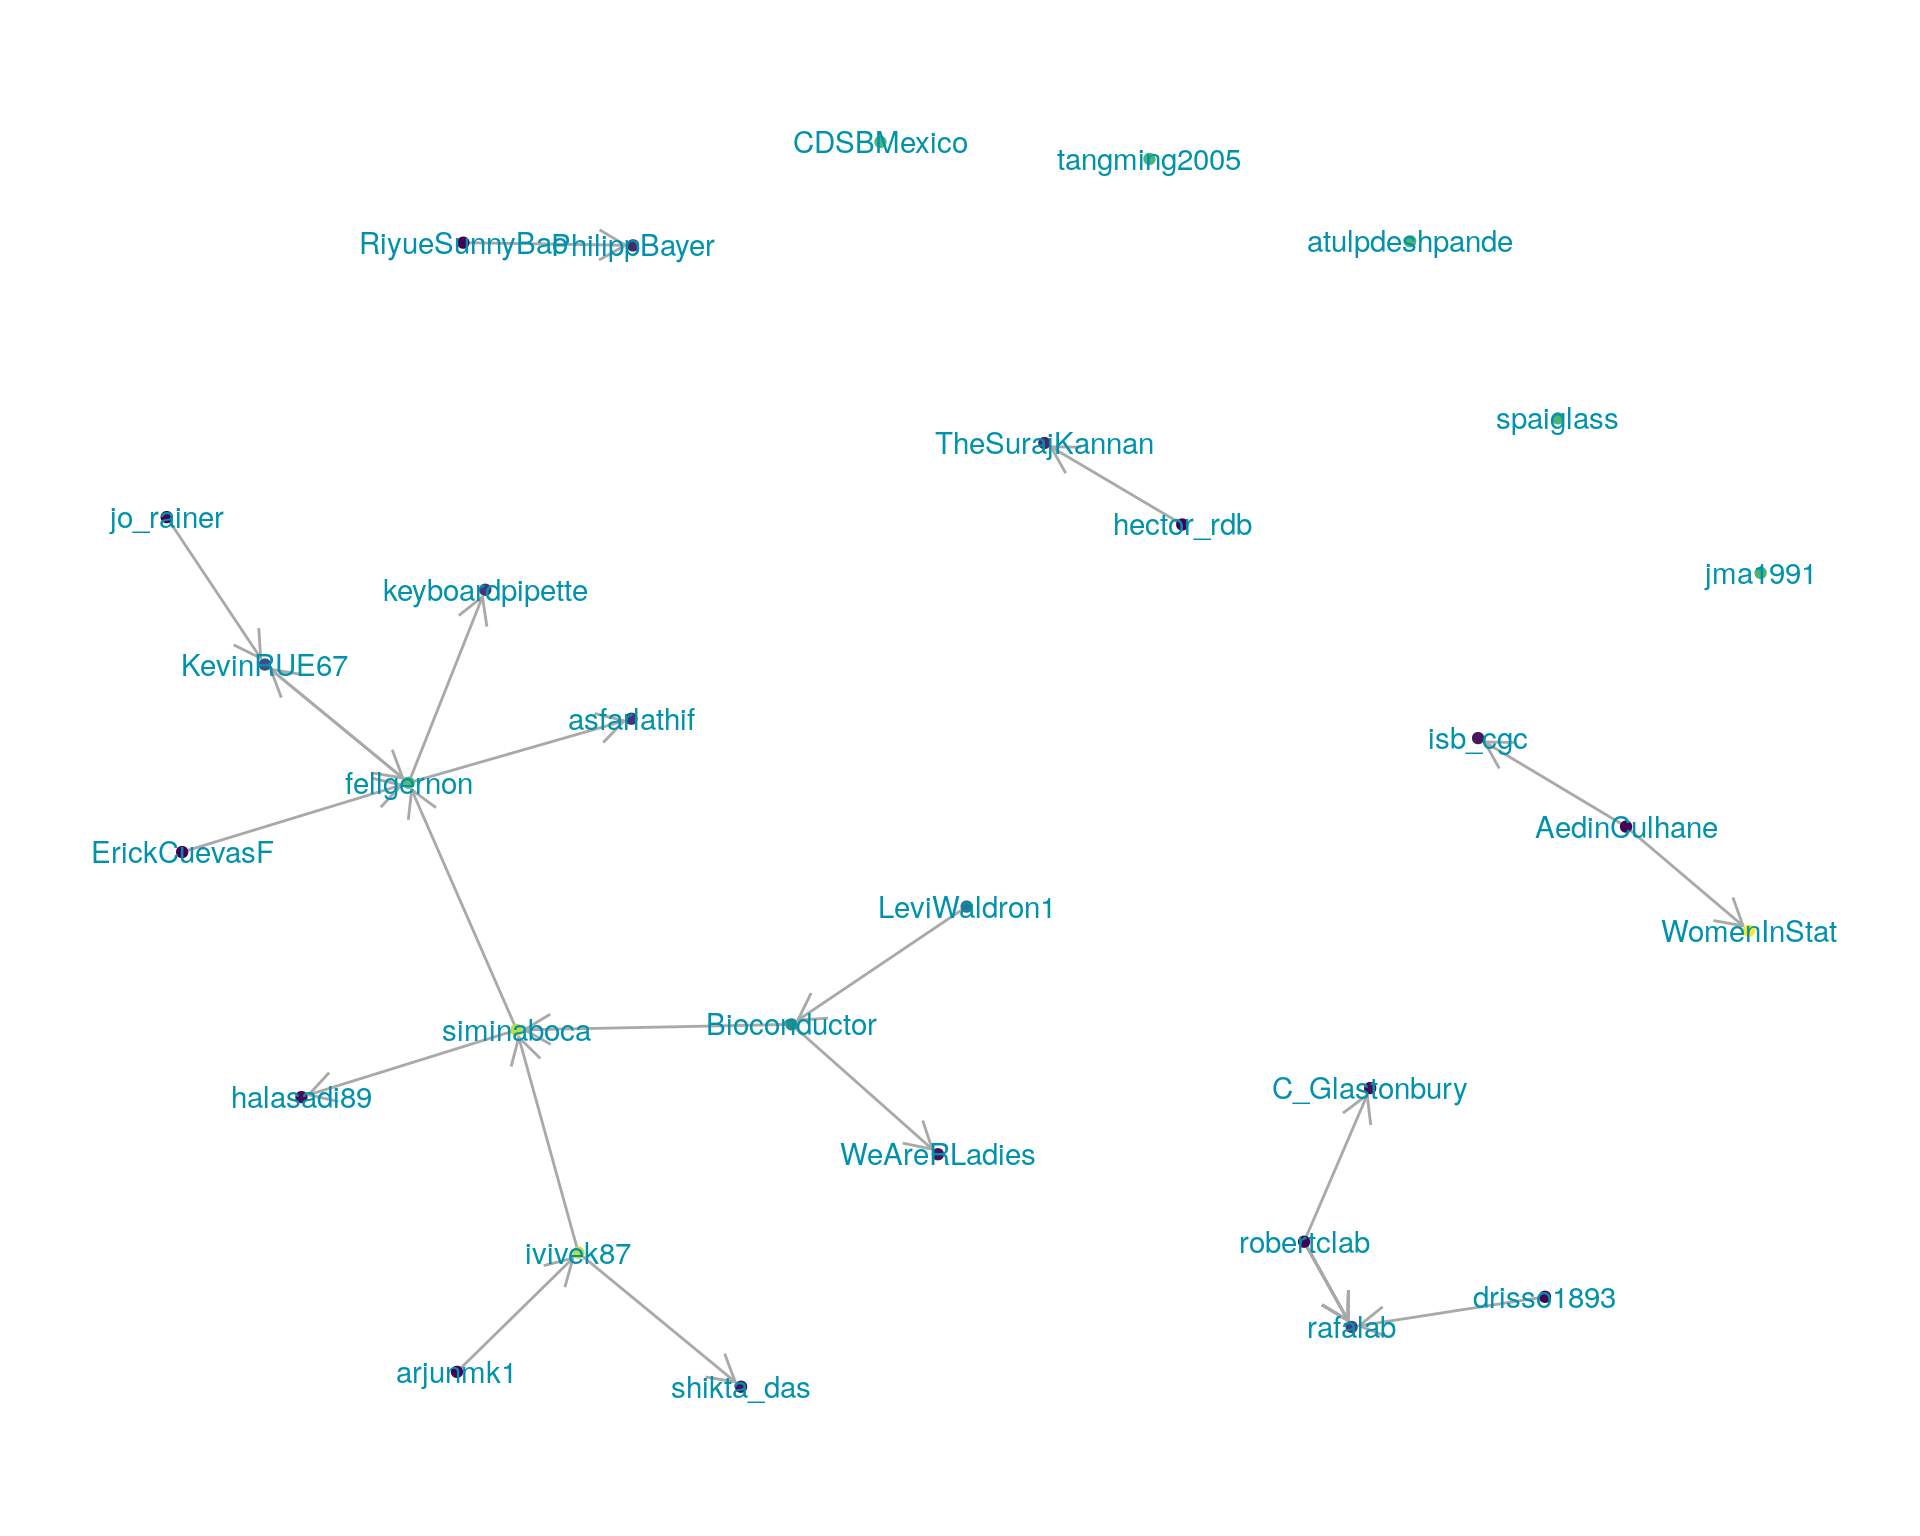 CDSBMexico
tangming2005
RiyueSunnyBao
PhilippBayer
atulpdeshpande
spaiglass
TheSurajKannan
hector_rdb
jo_rainer
jma1991
keyboardpipette
KevinRUE67
asfarlathif
isb_cgc
fellgernon
AedinCulhane
ErickCuevasF
LeviWaldron1
WomenInStat
Bioconductor
siminaboca
C_Glastonbury
halasadi89
WeAreRLadies
robertclab
ivivek87
drisso1893
rafalab
arjunmk1
shikta_das